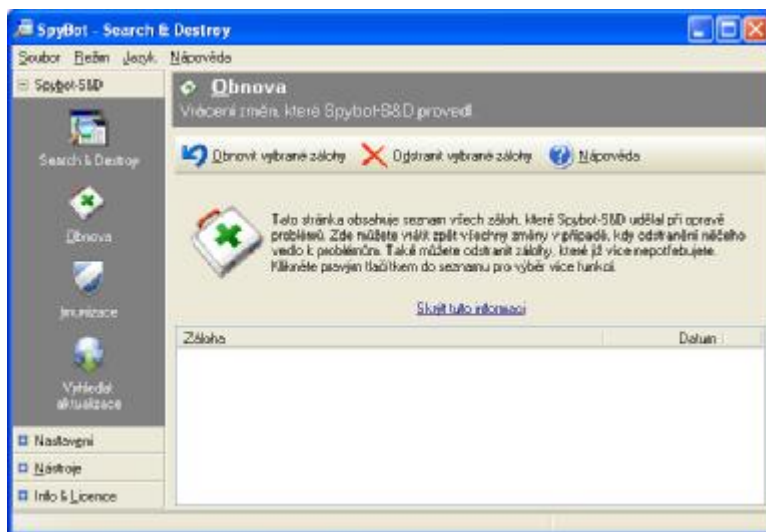 SpyBot - Search & Destroy
Soubor Režim Jazyk Nápověda
Spybot-S&D
Search & Destroy
Obnova
Imunizace
Vyhledat
aktualizace
Nastavení
Nástroje
Info & Licence
Obnova
Vrácení změn, které Spybot-S&D provedl.
Obnovit vybrané zálohy Odstranit vybrané zálohy Nápověda
Tato stránka obsahuje seznam všech záloh, které Spybot-S&D udělal při opravě
problémů. Zde můžete vrátit zpět všechny změny v případě, kdy odstranění něčeho
vedlo k problémům. Také můžete odstranit zálohy, které již více nepotřebujete.
Klikněte pravým tlačítkem do seznamu pro výběr více funkcí.
Skrýt tuto informaci
Záloha Datum